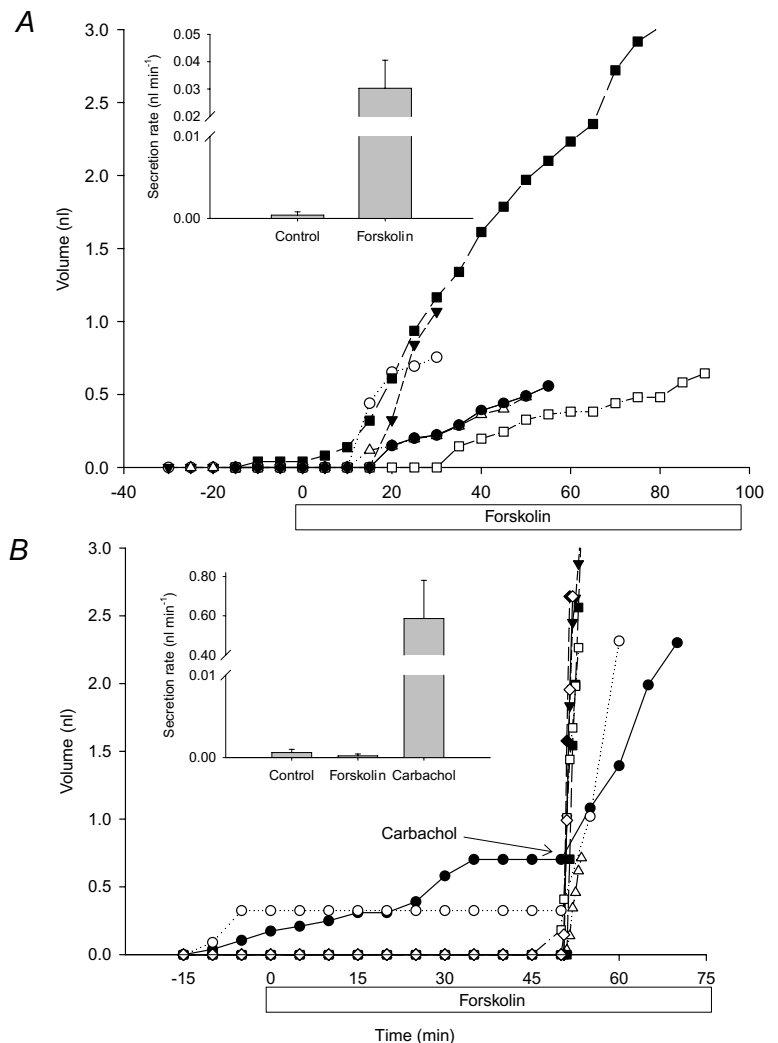 A
3.0
2.5
2.0
1.5
1.0
0.5
0.0
Volume (nl)
0.05
0.04
0.03
0.02
0.01
0.00
Secretion rate (nl min⁻¹)
Control Forskolin
-40 -20 0 20 40 60 80 100
Forskolin
B
3.0
2.5
2.0
1.5
1.0
0.5
0.0
Volume (nl)
0.80
0.60
0.40
0.01
0.00
Secretion rate (nl min⁻¹)
Control Forskolin Carbachol
Carbachol
-15 0 15 30 45 60 75
Forskolin
Time (min)